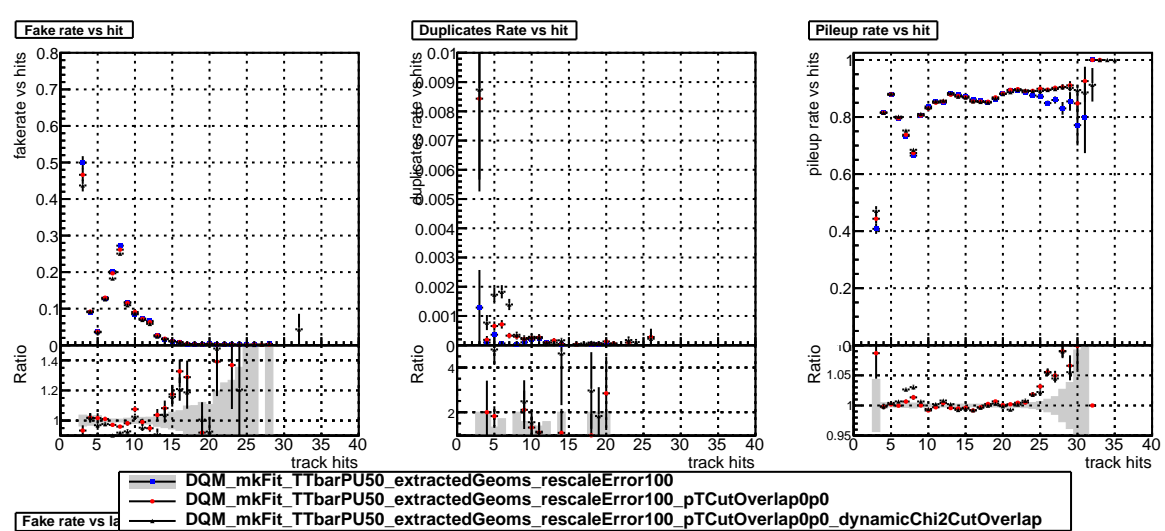 Fake rate vs hit
Duplicates Rate vs hit
Pileup rate vs hit
fakerate vs hits
0.8
0.7
0.6
0.5
0.4
0.3
0.2
0.1
0
Ratio
1.4
1.2
1
0 5 10 15 20 25 30 35 40
track hits
duplicates rate vs hits
0.01
0.009
0.008
0.007
0.006
0.005
0.004
0.003
0.002
0.001
0
Ratio
4
2
0 5 10 15 20 25 30 35 40
track hits
pileup rate vs hits
1
0.8
0.6
0.4
0.2
0
Ratio
1.05
1
0.95
0 5 10 15 20 25 30 35 40
track hits
DQM_mkFit_TTbarPU50_extractedGeoms_rescaleError100
DQM_mkFit_TTbarPU50_extractedGeoms_rescaleError100_pTCutOverlap0p0
DQM_mkFit_TTbarPU50_extractedGeoms_rescaleError100_pTCutOverlap0p0_dynamicChi2CutOverlap
Fake rate vs la